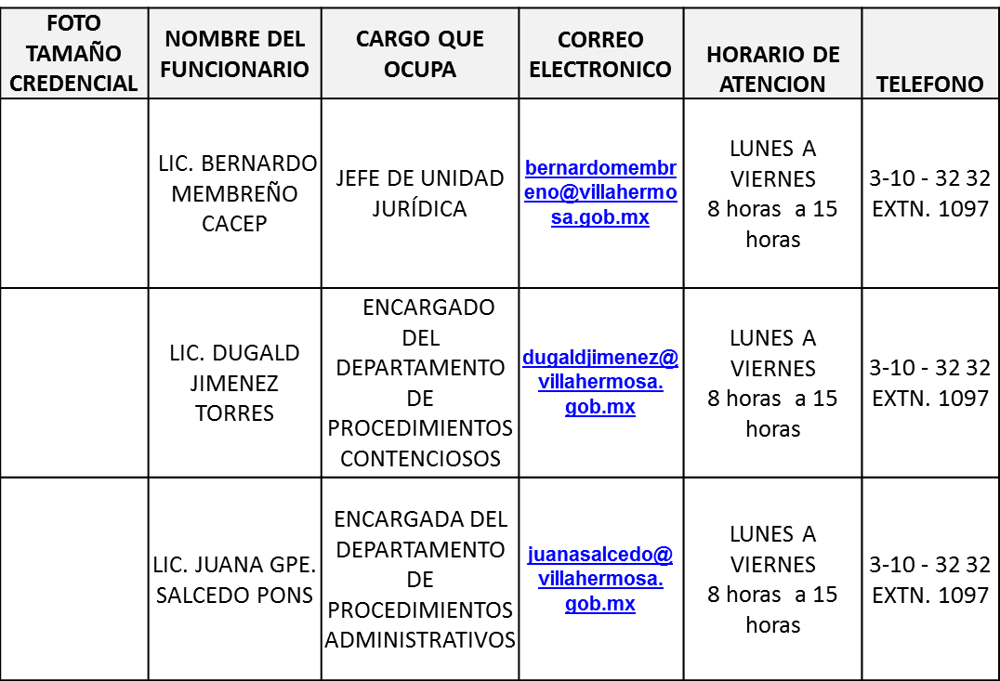 FOTO
TAMAÑO
CREDENCIAL
NOMBRE DEL
FUNCIONARIO
CARGO QUE
OCUPA
CORREO
ELECTRONICO
HORARIO DE
ATENCION
TELEFONO
LIC. BERNARDO
MEMBREÑO
CACEP
JEFE DE UNIDAD
JURÍDICA
bernardomembr
eno@villahermo
sa.gob.mx
LUNES A
VIERNES
8 horas a 15
horas
3-10 - 32 32
EXTN. 1097
LIC. DUGALD
JIMENEZ
TORRES
ENCARGADO
DEL
DEPARTAMENTO
DE
PROCEDIMIENTOS
CONTENCIOSOS
dugaldjimenez@
villahermosa.
gob.mx
LUNES A
VIERNES
8 horas a 15
horas
3-10 - 32 32
EXTN. 1097
LIC. JUANA GPE.
SALCEDO PONS
ENCARGADA DEL
DEPARTAMENTO
DE
PROCEDIMIENTOS
ADMINISTRATIVOS
juanasalcedo@
villahermosa.
gob.mx
LUNES A
VIERNES
8 horas a 15
horas
3-10 - 32 32
EXTN. 1097